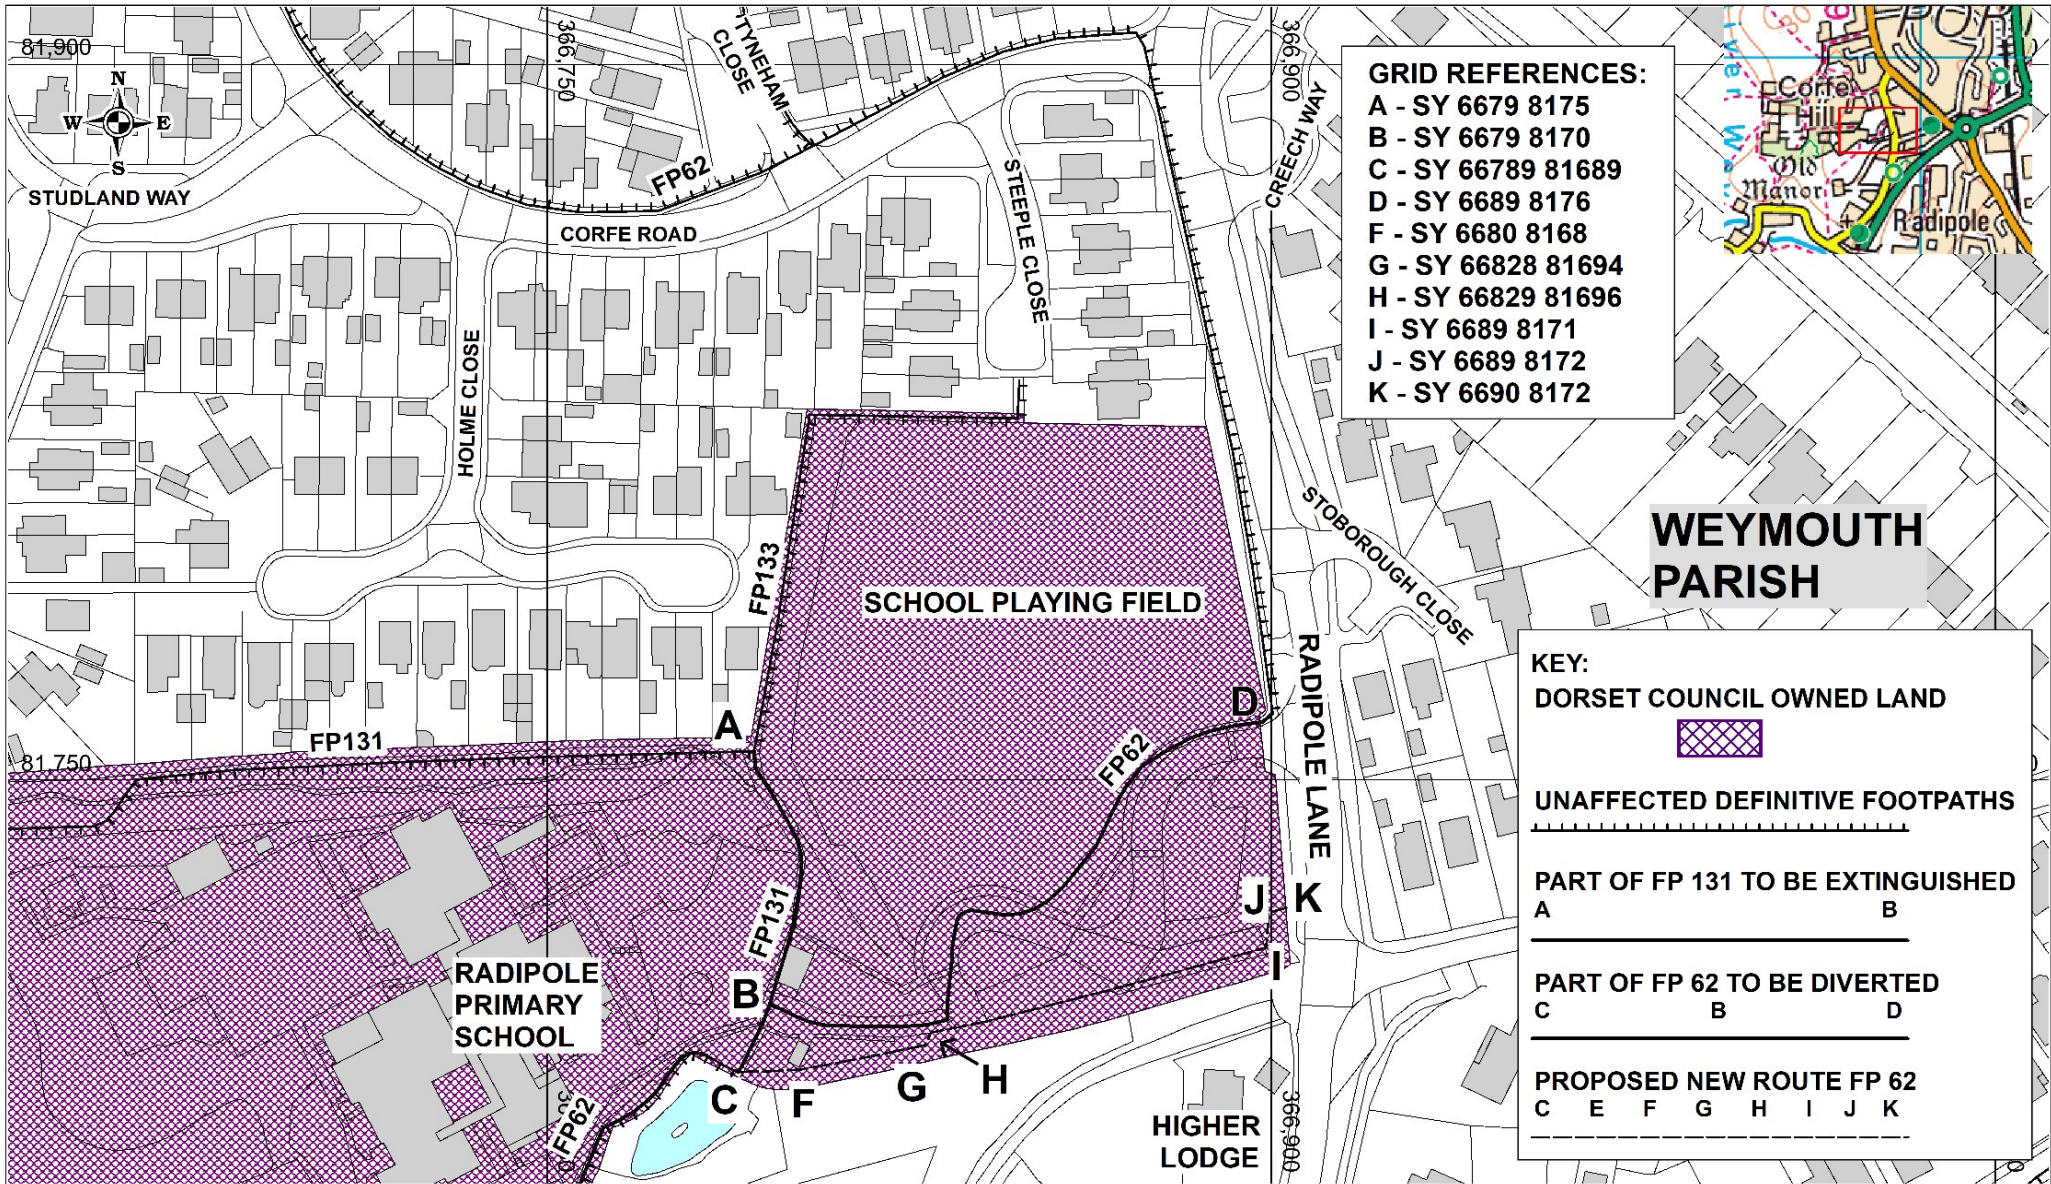 81,900
N
W
E
S
STUDLAND WAY
366,750
TYNEHAM
CLOSE
FP62
CORFE ROAD
STEEPLE CLOSE
366,900
CREECH WAY
GRID REFERENCES:
A - SY 6679 8175
B - SY 6679 8170
C - SY 66789 81689
D - SY 6689 8176
F - SY 6680 8168
G - SY 66828 81694
H - SY 66829 81696
I - SY 6689 8171
J - SY 6689 8172
K - SY 6690 8172
Corfe
Hill
Old
Manor
Radipole
HOLME CLOSE
FP133
SCHOOL PLAYING FIELD
STOBOROUGH CLOSE
RADIPOLE LANE
WEYMOUTH
PARISH
A
FP131
81,750
D
FP62
FP131
B
J
K
I
RADIPOLE
PRIMARY
SCHOOL
C
F
G
H
FP62
HIGHER
LODGE
366,900
KEY:
DORSET COUNCIL OWNED LAND
UNAFFECTED DEFINITIVE FOOTPATHS
PART OF FP 131 TO BE EXTINGUISHED
A B
PART OF FP 62 TO BE DIVERTED
C B D
PROPOSED NEW ROUTE FP 62
C E F G H I J K